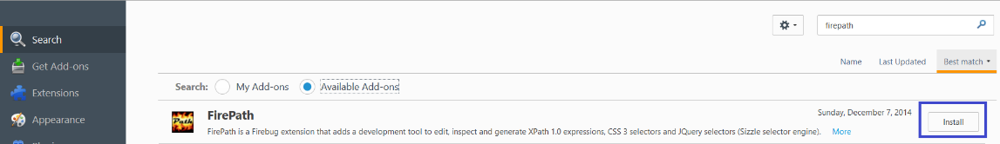 firepath
Search
Get Add-ons
Name Last Updated Best match
Search: My Add-ons Available Add-ons
Extensions
FirePath
Sunday, December 7, 2014
Install
Path
Appearance
FirePath is a Firebug extension that adds a development tool to edit, inspect and generate XPath 1.0 expressions, CSS 3 selectors and JQuery selectors (Sizzle selector engine). More